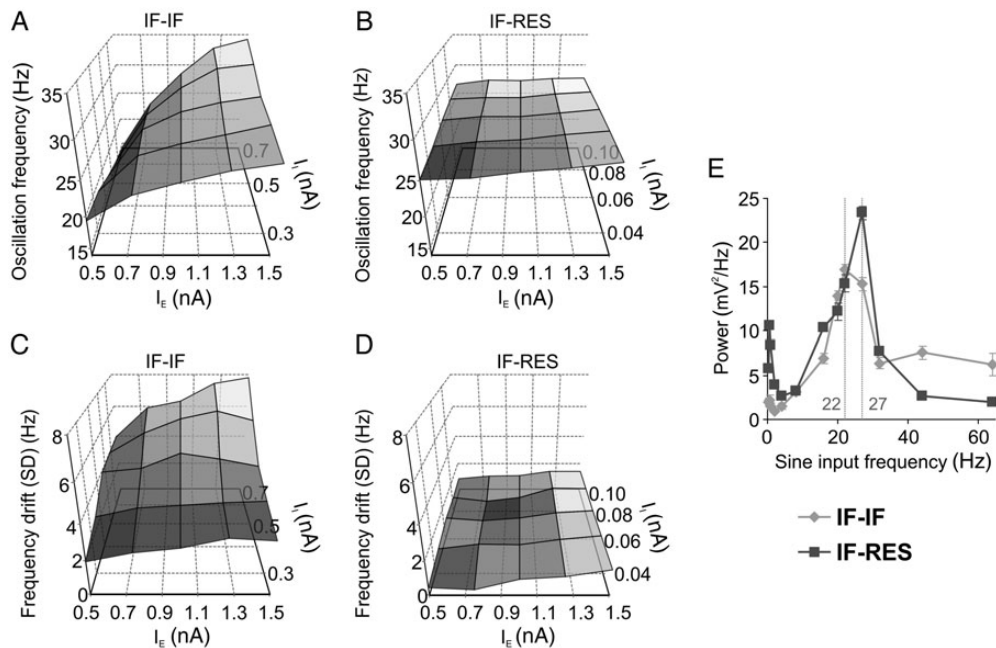 A
IF-IF
Oscillation frequency (Hz)
35
30
25
20
15
0.5 0.7 0.9 1.1 1.3 1.5
I_E (nA)
0.7
0.5
0.3
I_I (nA)
B
IF-RES
Oscillation frequency (Hz)
35
30
25
0.5 0.7 0.9 1.1 1.3 1.5
I_E (nA)
0.10
0.08
0.06
0.04
I_I (nA)
C
IF-IF
Frequency drift (SD) (Hz)
8
6
4
2
0
0.5 0.7 0.9 1.1 1.3 1.5
I_E (nA)
0.7
0.5
0.3
I_I (nA)
D
IF-RES
Frequency drift (SD) (Hz)
8
6
4
2
0
0.5 0.7 0.9 1.1 1.3 1.5
I_E (nA)
0.10
0.08
0.06
0.04
I_I (nA)
E
Power (mV²/Hz)
25
20
15
10
5
0
22 27
0 20 40 60
Sine input frequency (Hz)
IF-IF
IF-RES